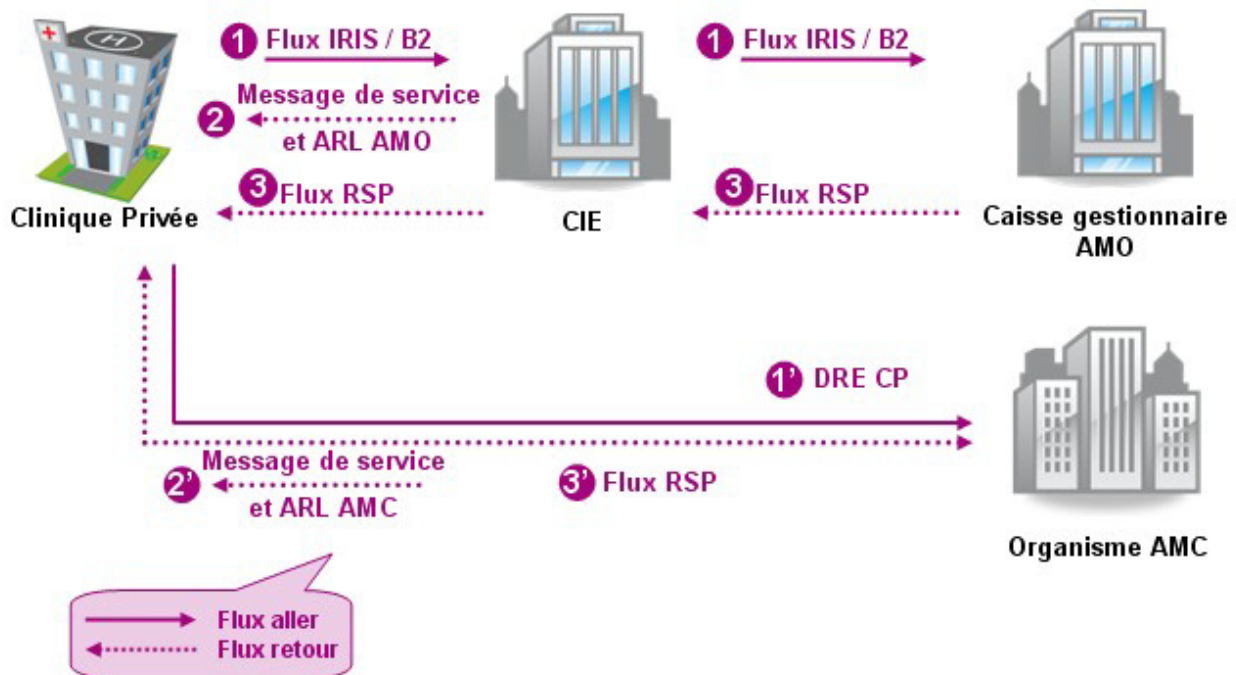 H
1 Flux IRIS / B2
1 Flux IRIS / B2
Message de service
2
et ARL AMO
3 Flux RSP
3 Flux RSP
Clinique Privée
CIE
Caisse gestionnaire
AMO
1’ DRE CP
Message de service
2’
et ARL AMC
3’ Flux RSP
Organisme AMC
Flux aller
Flux retour